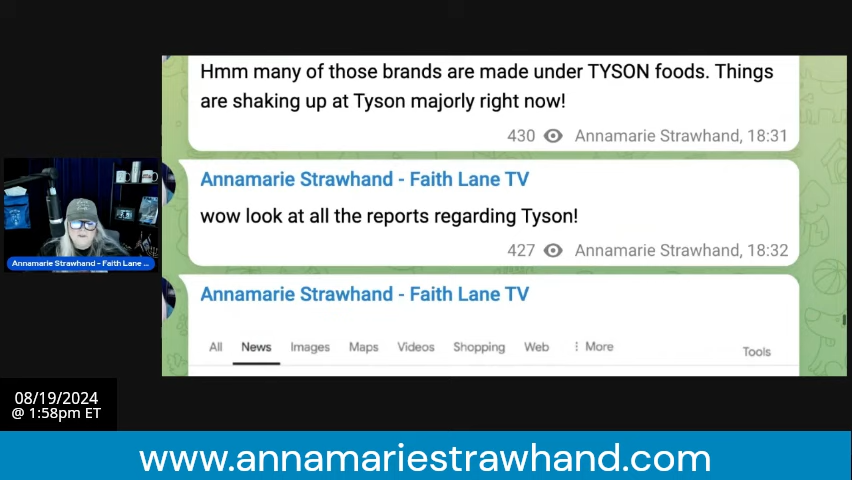 Hmm many of those brands are made under TYSON foods. Things
are shaking up at Tyson majorly right now!
430 Annamarie Strawhand, 18:31
Annamarie Strawhand - Faith Lane TV
wow look at all the reports regarding Tyson!
427 Annamarie Strawhand, 18:32
Annamarie Strawhand - Faith Lane TV
All News Images Maps Videos Shopping Web More Tools
Annamarie Strawhand - Faith Lane ...
08/19/2024
@ 1:58pm ET
www.annamariestrawhand.com